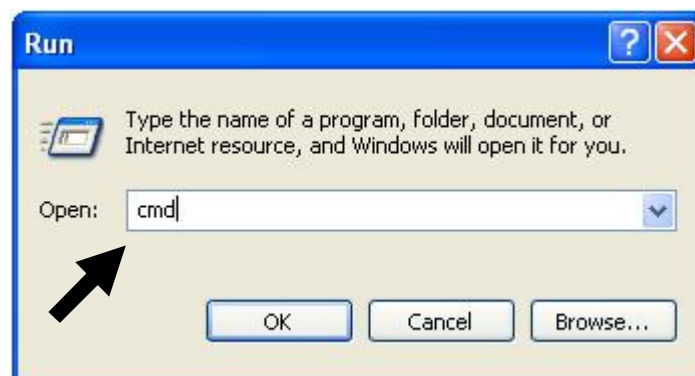 Run
?
Type the name of a program, folder, document, or
Internet resource, and Windows will open it for you.
Open: cmd
OK Cancel Browse...